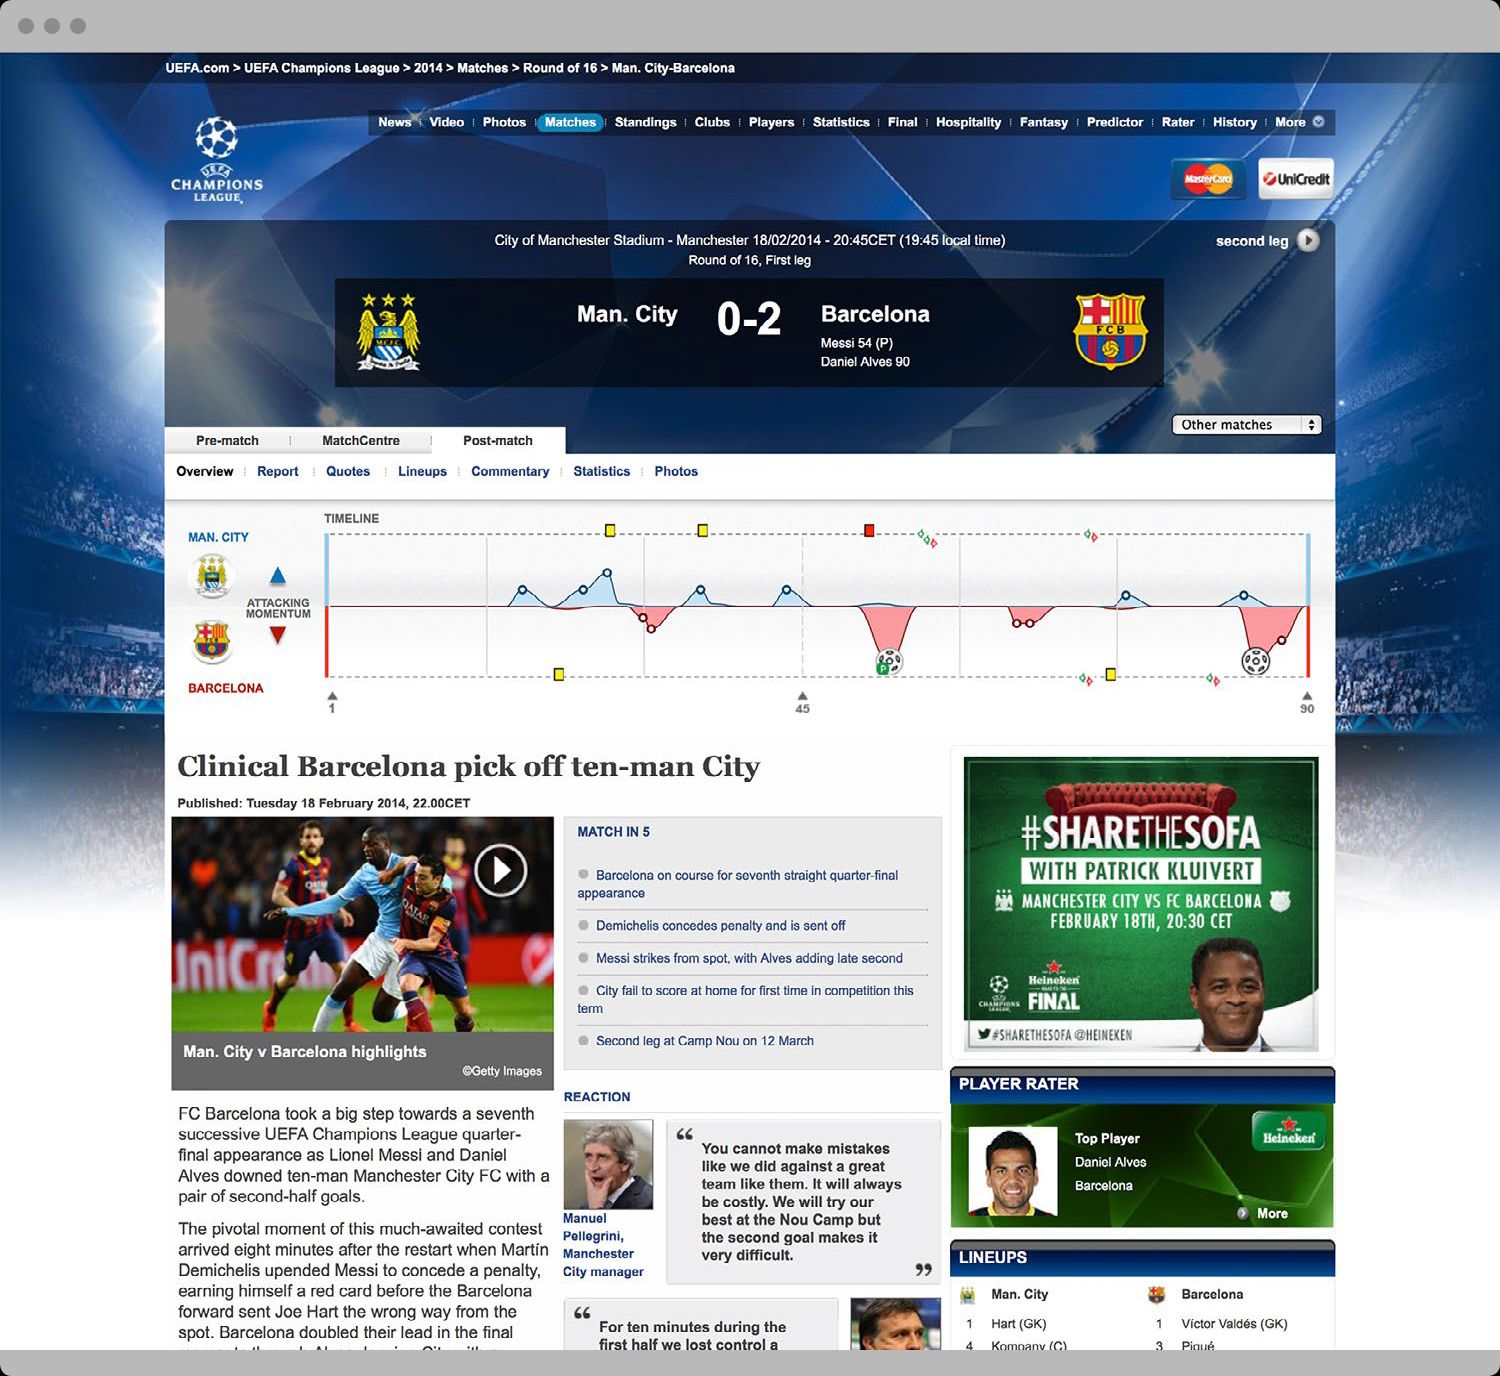 UEFA.com > UEFA Champions League > 2014 > Matches > Round of 16 > Man. City-Barcelona
News Video Photos Matches Standings Clubs Players Statistics Final Hospitality Fantasy Predictor Rater History More
UEFA
CHAMPIONS
LEAGUE
MasterCard
UniCredit
City of Manchester Stadium - Manchester 18/02/2014 - 20:45CET (19:45 local time)
second leg
Round of 16, First leg
Man. City 0-2 Barcelona
Messi 54 (P)
Daniel Alves 90
M.C.F.C.
FCB
Other matches
Pre-match MatchCentre Post-match
Overview Report Quotes Lineups Commentary Statistics Photos
TIMELINE
MAN. CITY
ATTACKING
MOMENTUM
P
BARCELONA
1 45 90
Clinical Barcelona pick off ten-man City
Published: Tuesday 18 February 2014, 22.00CET
UniCre
Man. City v Barcelona highlights
©Getty Images
FC Barcelona took a big step towards a seventh
successive UEFA Champions League quarter-
final appearance as Lionel Messi and Daniel
Alves downed ten-man Manchester City FC with a
pair of second-half goals.
The pivotal moment of this much-awaited contest
arrived eight minutes after the restart when Martín
Demichelis upended Messi to concede a penalty,
earning himself a red card before the Barcelona
forward sent Joe Hart the wrong way from the
spot. Barcelona doubled their lead in the final
MATCH IN 5
Barcelona on course for seventh straight quarter-final
appearance
Demichelis concedes penalty and is sent off
Messi strikes from spot, with Alves adding late second
City fail to score at home for first time in competition this
term
Second leg at Camp Nou on 12 March
REACTION
Manuel
Pellegrini,
Manchester
City manager
“ You cannot make mistakes
like we did against a great
team like them. It will always
be costly. We will try our
best at the Nou Camp but
the second goal makes it
very difficult. ”
“ For ten minutes during the
first half we lost control a
#SHARETHESOFA
WITH PATRICK KLUIVERT
MANCHESTER CITY VS FC BARCELONA
FEBRUARY 18TH, 20:30 CET
CHAMPIONS
LEAGUE
Heineken
ROAD TO THE
FINAL
#SHARETHESOFA @HEINEKEN
PLAYER RATER
Heineken
Top Player
Daniel Alves
Barcelona
More
LINEUPS
Man. City Barcelona
1 Hart (GK) 1 Víctor Valdés (GK)
4 Kompany (C) 3 Piqué